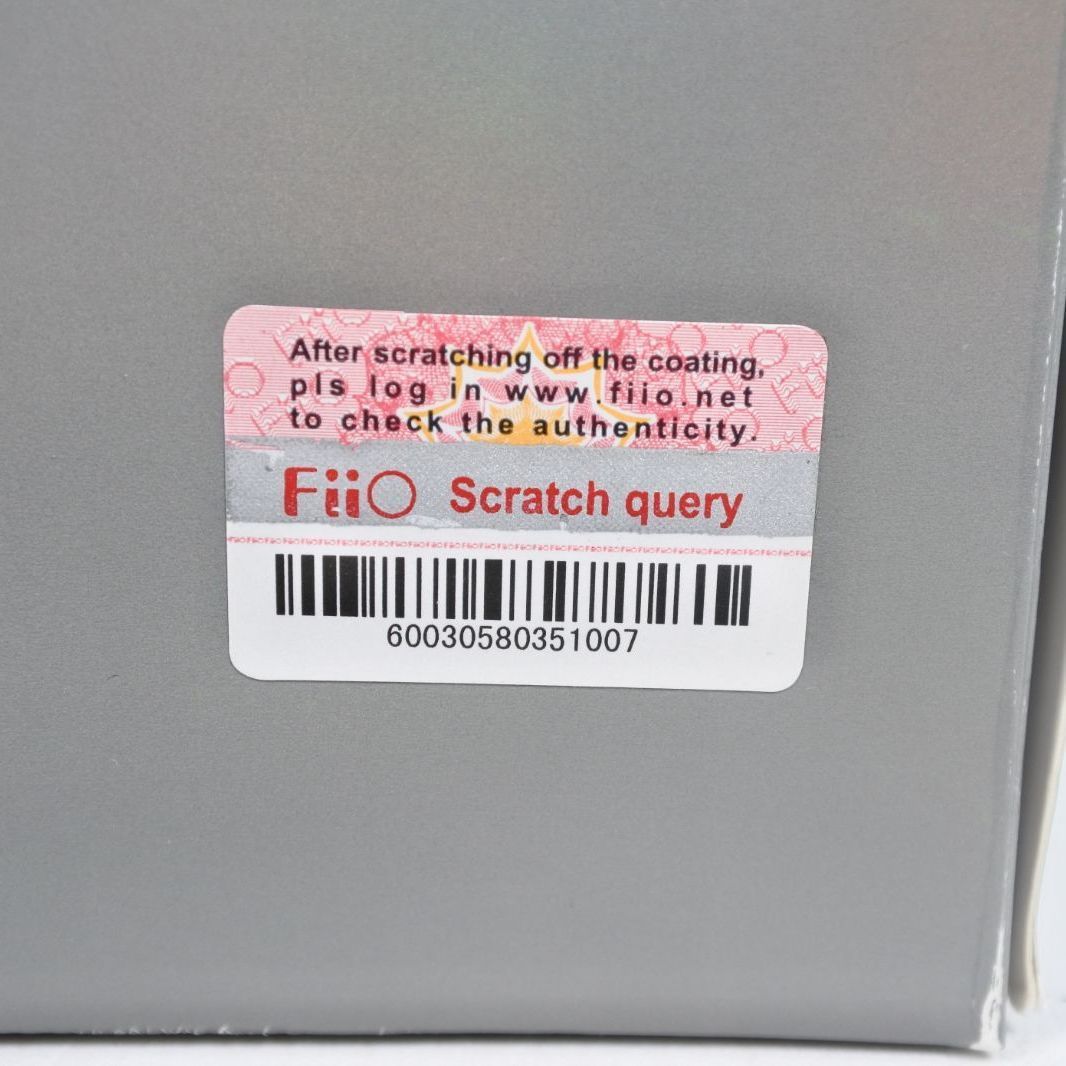 After scratching off the coating,
pls log in www.fiio.net
to check the authenticity.
FiiO Scratch query
60030580351007